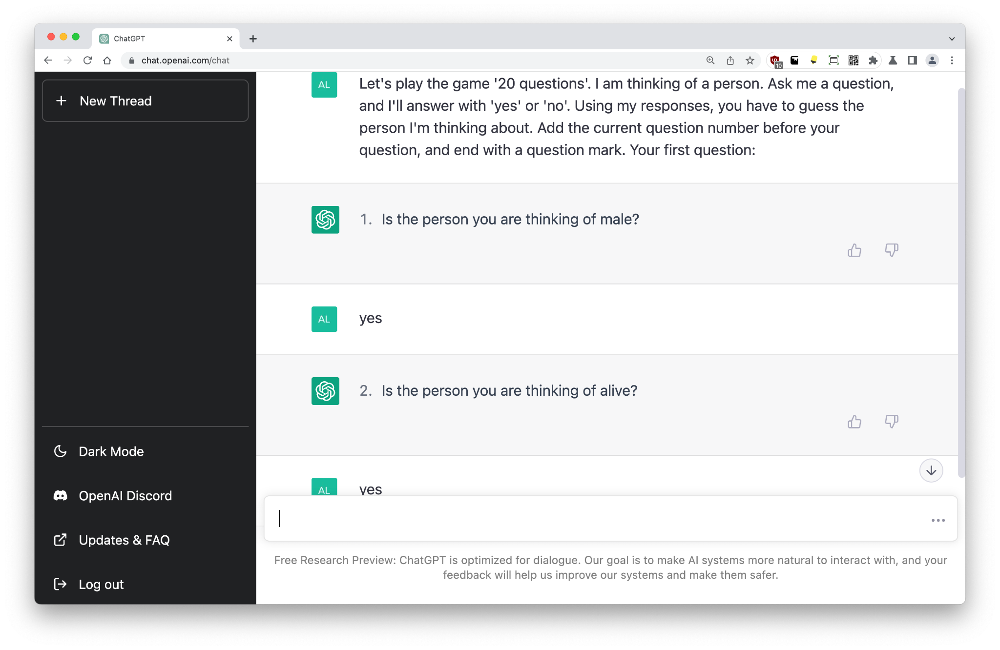 ChatGPT
chat.openai.com/chat
10
New Thread
AL
Let's play the game '20 questions'. I am thinking of a person. Ask me a question,
and I'll answer with 'yes' or 'no'. Using my responses, you have to guess the
person I'm thinking about. Add the current question number before your
question, and end with a question mark. Your first question:
1. Is the person you are thinking of male?
AL
yes
2. Is the person you are thinking of alive?
AL
yes
Dark Mode
OpenAI Discord
Updates & FAQ
Log out
Free Research Preview: ChatGPT is optimized for dialogue. Our goal is to make AI systems more natural to interact with, and your
feedback will help us improve our systems and make them safer.